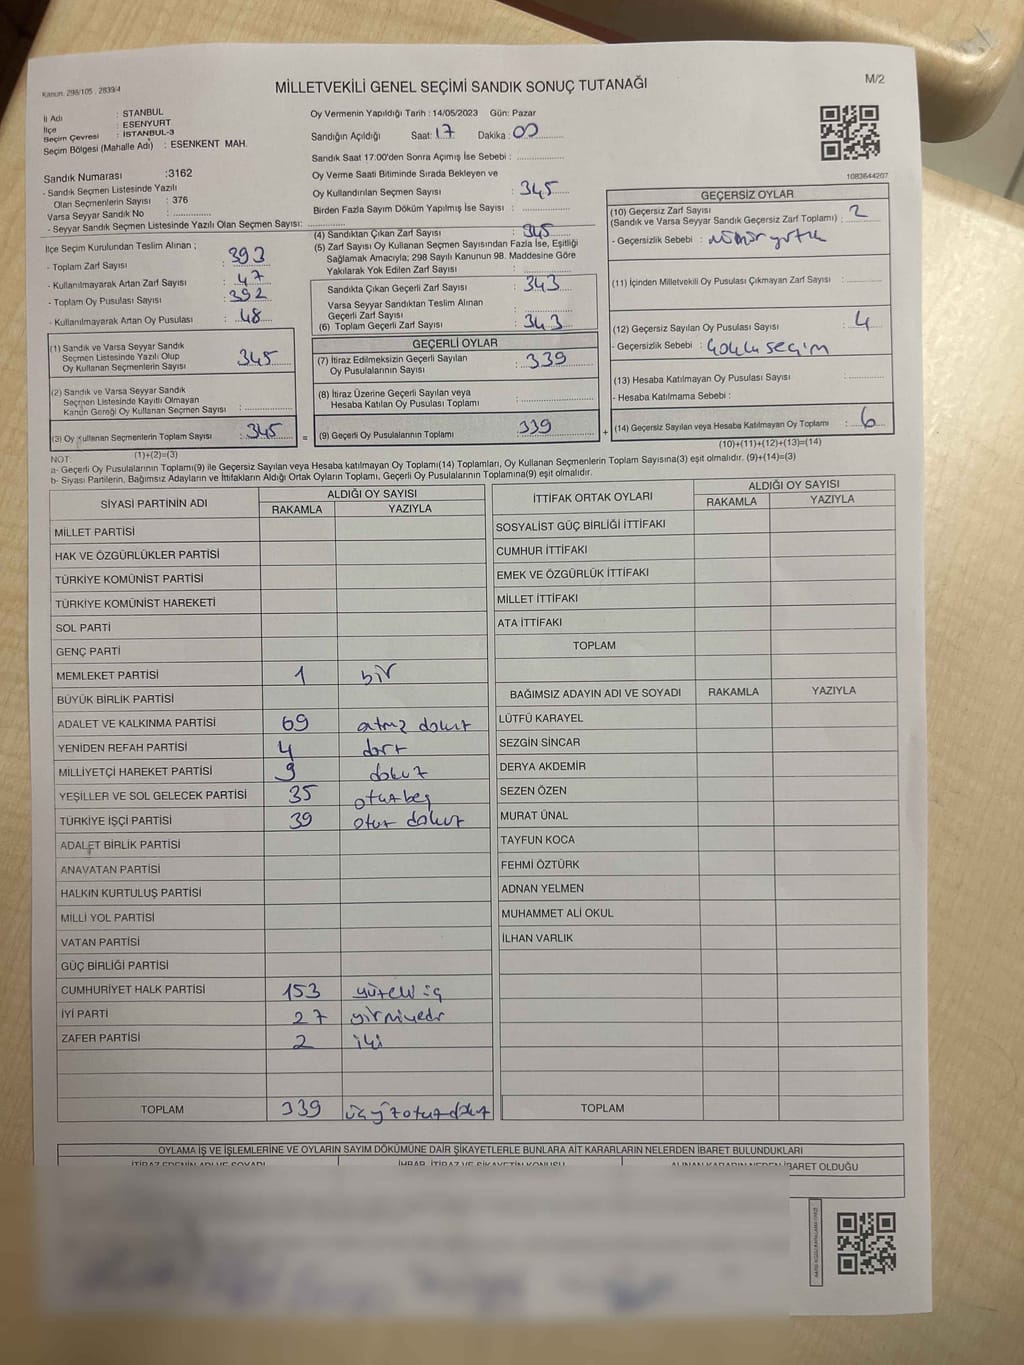 Kanun. 298/105 , 2839/4
MİLLETVEKİLİ GENEL SEÇİMİ SANDIK SONUÇ TUTANAĞI
M/2
İl Adı : STANBUL
İlçe : ESENYURT
Seçim Çevresi : İSTANBUL-3
Seçim Bölgesi (Mahalle Adı) : ESENKENT MAH.
Sandık Numarası :3162
- Sandık Seçmen Listesinde Yazılı
Olan Seçmenlerin Sayısı : 376
Varsa Seyyar Sandık No :
- Seyyar Sandık Seçmen Listesinde Yazılı Olan Seçmen Sayısı:
Oy Vermenin Yapıldığı Tarih : 14/05/2023 Gün: Pazar
Sandığın Açıldığı Saat: 17 Dakika: 00
Sandık Saat 17:00'den Sonra Açımış İse Sebebi :
Oy Verme Saati Bitiminde Sırada Bekleyen ve
Oy Kullandırılan Seçmen Sayısı : 345
Birden Fazla Sayım Döküm Yapılmış İse Sayısı :
1083644207
İlçe Seçim Kurulundan Teslim Alınan ;
- Toplam Zarf Sayısı : 393
- Kullanılmayarak Artan Zarf Sayısı : 47
- Toplam Oy Pusulası Sayısı : 392
- Kullanılmayarak Artan Oy Pusulası : 48
(1) Sandık ve Varsa Seyyar Sandık
Seçmen Listesinde Yazılı Olup
Oy Kullanan Seçmenlerin Sayısı 345
(2) Sandık ve Varsa Seyyar Sandık
Seçmen Listesinde Kayıtlı Olmayan
Kanun Gereği Oy Kullanan Seçmen Sayısı :
(3) Oy Kullanan Seçmenlerin Toplam Sayısı : 345
(1)+(2)=(3)
(4) Sandıktan Çıkan Zarf Sayısı : 345
(5) Zarf Sayısı Oy Kullanan Seçmen Sayısından Fazla İse, Eşitliği
Sağlamak Amacıyla; 298 Sayılı Kanunun 98. Maddesine Göre
Yakılarak Yok Edilen Zarf Sayısı :
Sandıkta Çıkan Geçerli Zarf Sayısı : 343
Varsa Seyyar Sandıktan Teslim Alınan
Geçerli Zarf Sayısı :
(6) Toplam Geçerli Zarf Sayısı : 343
GEÇERLİ OYLAR
(7) İtiraz Edilmeksizin Geçerli Sayılan
Oy Pusulalarının Sayısı : 339
(8) İtiraz Üzerine Geçerli Sayılan veya
Hesaba Katılan Oy Pusulası Toplamı :
= (9) Geçerli Oy Pusulalarının Toplamı : 339 +
GEÇERSİZ OYLAR
(10) Geçersiz Zarf Sayısı
(Sandık ve Varsa Seyyar Sandık Geçersiz Zarf Toplamı) : 2
- Geçersizlik Sebebi :
(11) İçinden Milletvekili Oy Pusulası Çıkmayan Zarf Sayısı :
(12) Geçersiz Sayılan Oy Pusulası Sayısı : 4
- Geçersizlik Sebebi : Çoklu seçim
(13) Hesaba Katılmayan Oy Pusulası Sayısı :
- Hesaba Katılmama Sebebi :
(14) Geçersiz Sayılan veya Hesaba Katılmayan Oy Toplamı : 6
(10)+(11)+(12)+(13)=(14)
NOT:
a- Geçerli Oy Pusulalarının Toplamı(9) ile Geçersiz Sayılan veya Hesaba katılmayan Oy Toplamı(14) Toplamları, Oy Kullanan Seçmenlerin Toplam Sayısına(3) eşit olmalıdır. (9)+(14)=(3)
b- Siyasi Partilerin, Bağımsız Adayların ve İttifakların Aldığı Ortak Oyların Toplamı, Geçerli Oy Pusulalarının Toplamına(9) eşit olmalıdır.
SİYASİ PARTİNİN ADI ALDIĞI OY SAYISI
RAKAMLA YAZIYLA
MİLLET PARTİSİ
HAK VE ÖZGÜRLÜKLER PARTİSİ
TÜRKİYE KOMÜNİST PARTİSİ
TÜRKİYE KOMÜNİST HAREKETİ
SOL PARTİ
GENÇ PARTİ
MEMLEKET PARTİSİ 1 bir
BÜYÜK BİRLİK PARTİSİ
ADALET VE KALKINMA PARTİSİ 69 atmz dokuz
YENİDEN REFAH PARTİSİ 4 dört
MİLLİYETÇİ HAREKET PARTİSİ 9 dokuz
YEŞİLLER VE SOL GELECEK PARTİSİ 35 otuzbeş
TÜRKİYE İŞÇİ PARTİSİ 39 otuz dokuz
ADALET BİRLİK PARTİSİ
ANAVATAN PARTİSİ
HALKIN KURTULUŞ PARTİSİ
MİLLİ YOL PARTİSİ
VATAN PARTİSİ
GÜÇ BİRLİĞİ PARTİSİ
CUMHURİYET HALK PARTİSİ 153 yüzelli üç
İYİ PARTİ 27 yirmiyedi
ZAFER PARTİSİ 2 iki
TOPLAM 339 üçyüzotuzdokuz
İTTİFAK ORTAK OYLARI ALDIĞI OY SAYISI
RAKAMLA YAZIYLA
SOSYALİST GÜÇ BİRLİĞİ İTTİFAKI
CUMHUR İTTİFAKI
EMEK VE ÖZGÜRLÜK İTTİFAKI
MİLLET İTTİFAKI
ATA İTTİFAKI
TOPLAM
BAĞIMSIZ ADAYIN ADI VE SOYADI RAKAMLA YAZIYLA
LÜTFÜ KARAYEL
SEZGİN SİNCAR
DERYA AKDEMİR
SEZEN ÖZEN
MURAT ÜNAL
TAYFUN KOCA
FEHMİ ÖZTÜRK
ADNAN YELMEN
MUHAMMET ALİ OKUL
İLHAN VARLIK
TOPLAM
OYLAMA İŞ VE İŞLEMLERİNE VE OYLARIN SAYIM DÖKÜMÜNE DAİR ŞİKAYETLERLE BUNLARA AİT KARARLARIN NELERDEN İBARET BULUNDUKLARI
İTİRAZ EDENİN ADI VE SOYADI İHBAR, İTİRAZ VE ŞİKAYETİN KONUSU ALINAN KARARIN NEDEN İBARET OLDUĞU